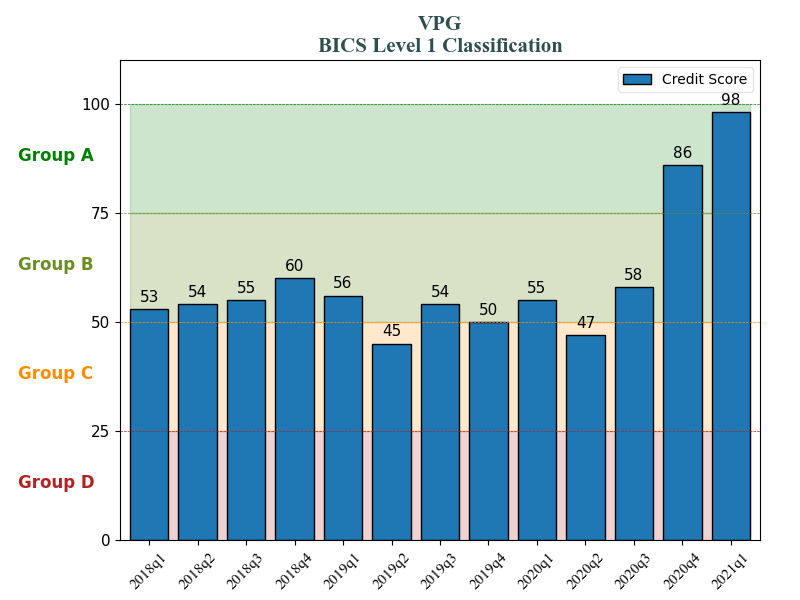 VPG
BICS Level 1 Classification
Credit Score
100
75
50
25
0
Group A
Group B
Group C
Group D
53
54
55
60
56
45
54
50
55
47
58
86
98
2018q1
2018q2
2018q3
2018q4
2019q1
2019q2
2019q3
2019q4
2020q1
2020q2
2020q3
2020q4
2021q1